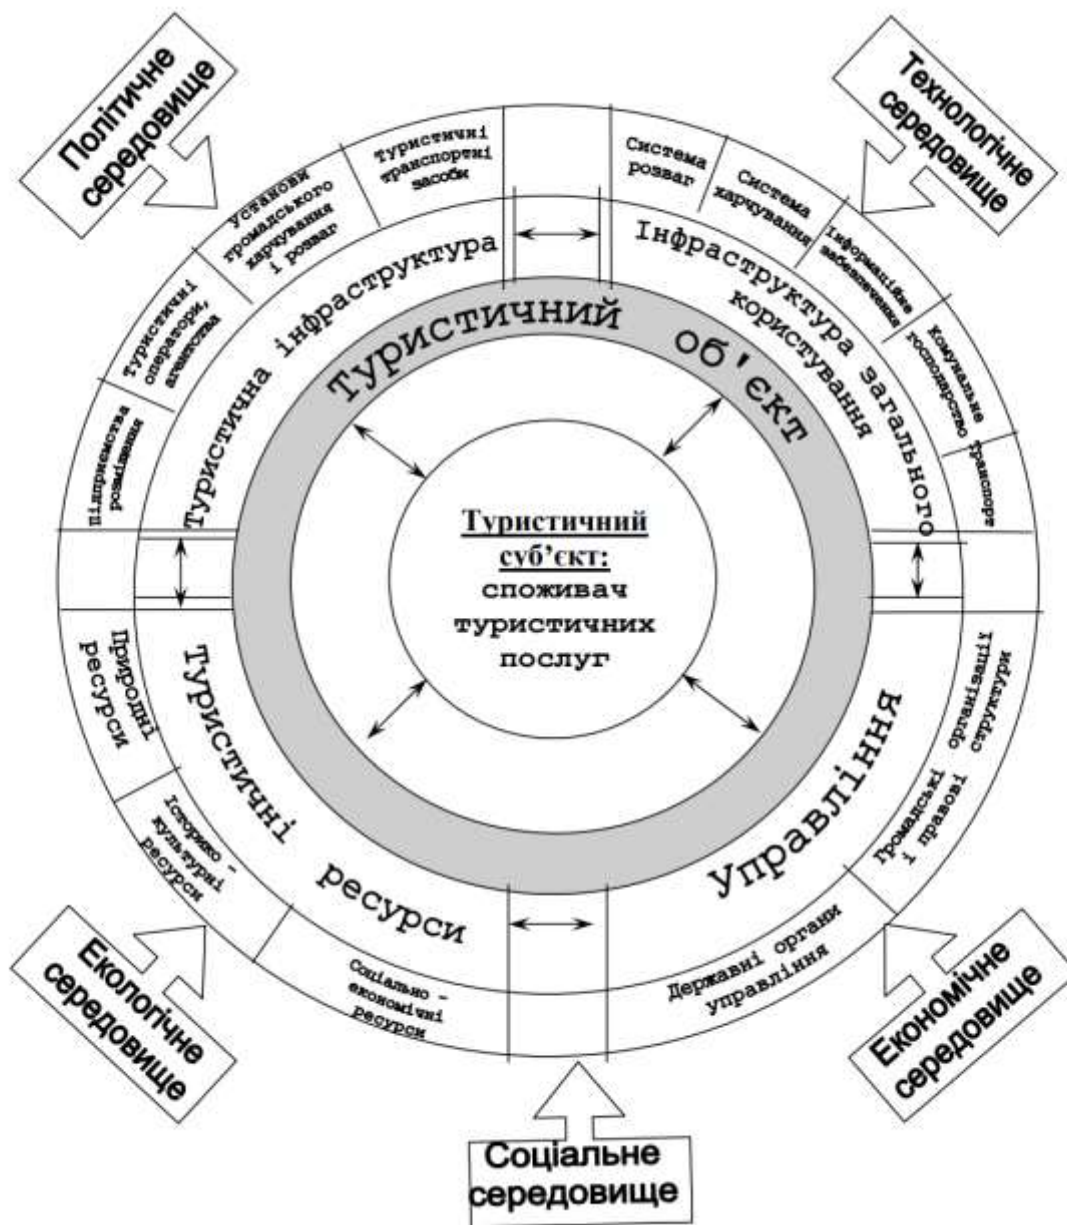 Політичне
середовище
Технологічне
середовище
Туристичні
транспортні
засоби
Система
розваг
Установи
громадського
харчування
і розваг
Система
харчування
Інформаційне
забезпечення
Туристичні
оператори,
агенства
Комунальне
господарство
Підприємства
розміщення
Транспорт
Туристична інфраструктура
Інфраструктура загального
користування
Туристичний об'єкт
Туристичний
суб’єкт:
споживач
туристичних
послуг
Природні
ресурси
Туристичні ресурси
Управління
Громадські організації
і правові структури
Історико -
культурні
ресурси
Соціально -
економічні
ресурси
Державні органи
управління
Екологічне
середовище
Економічне
середовище
Соціальне
середовище